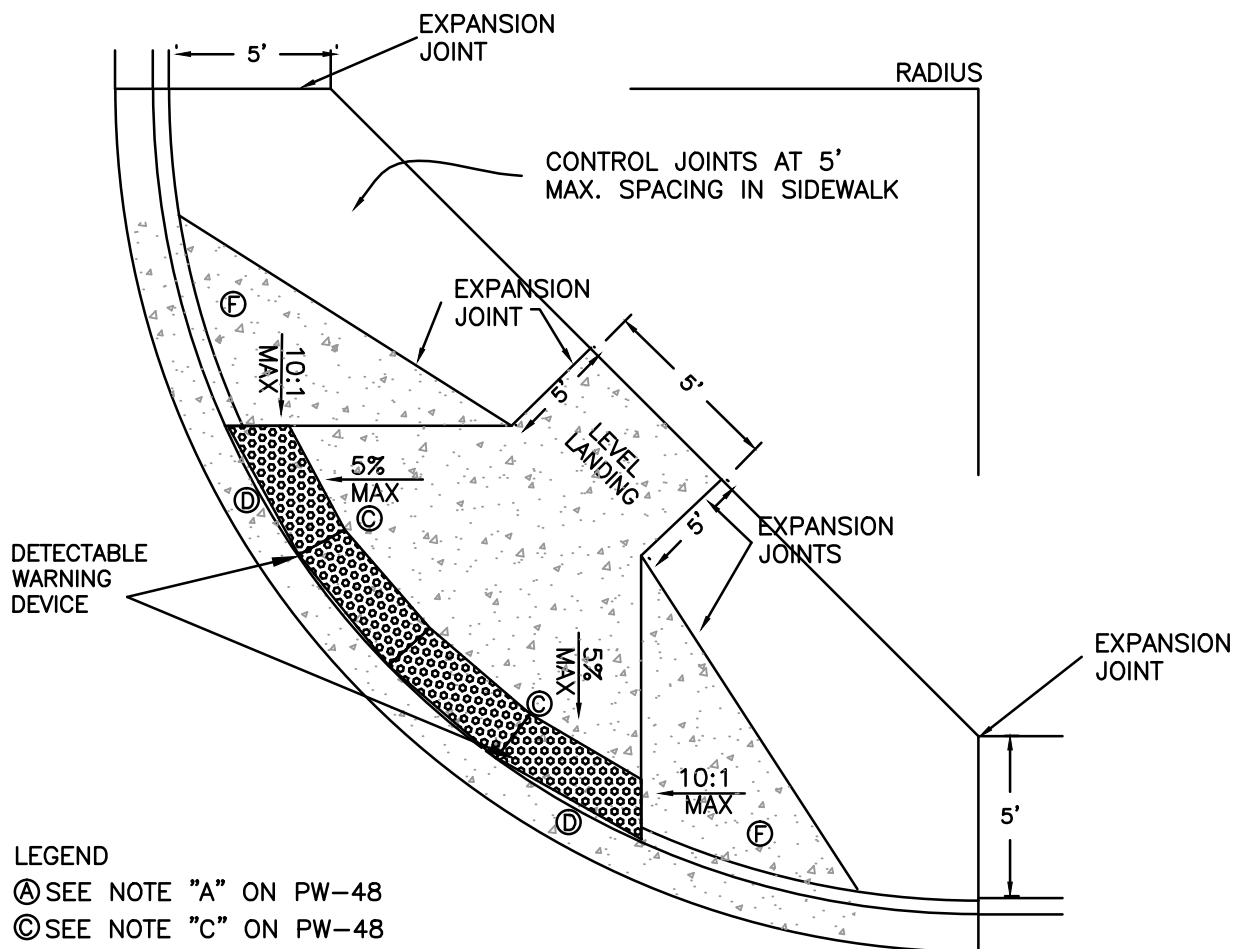 EXPANSION
JOINT
5'
RADIUS
CONTROL JOINTS AT 5'
MAX. SPACING IN SIDEWALK
EXPANSION
JOINT
Ⓕ
10:1
MAX
5'
5'
LEVEL
LANDING
5%
MAX
Ⓓ
Ⓒ
5'
EXPANSION
JOINTS
DETECTABLE
WARNING
DEVICE
5%
MAX
EXPANSION
JOINT
Ⓒ
10:1
MAX
Ⓓ
Ⓕ
5'
LEGEND
Ⓐ SEE NOTE "A" ON PW-48
Ⓒ SEE NOTE "C" ON PW-48